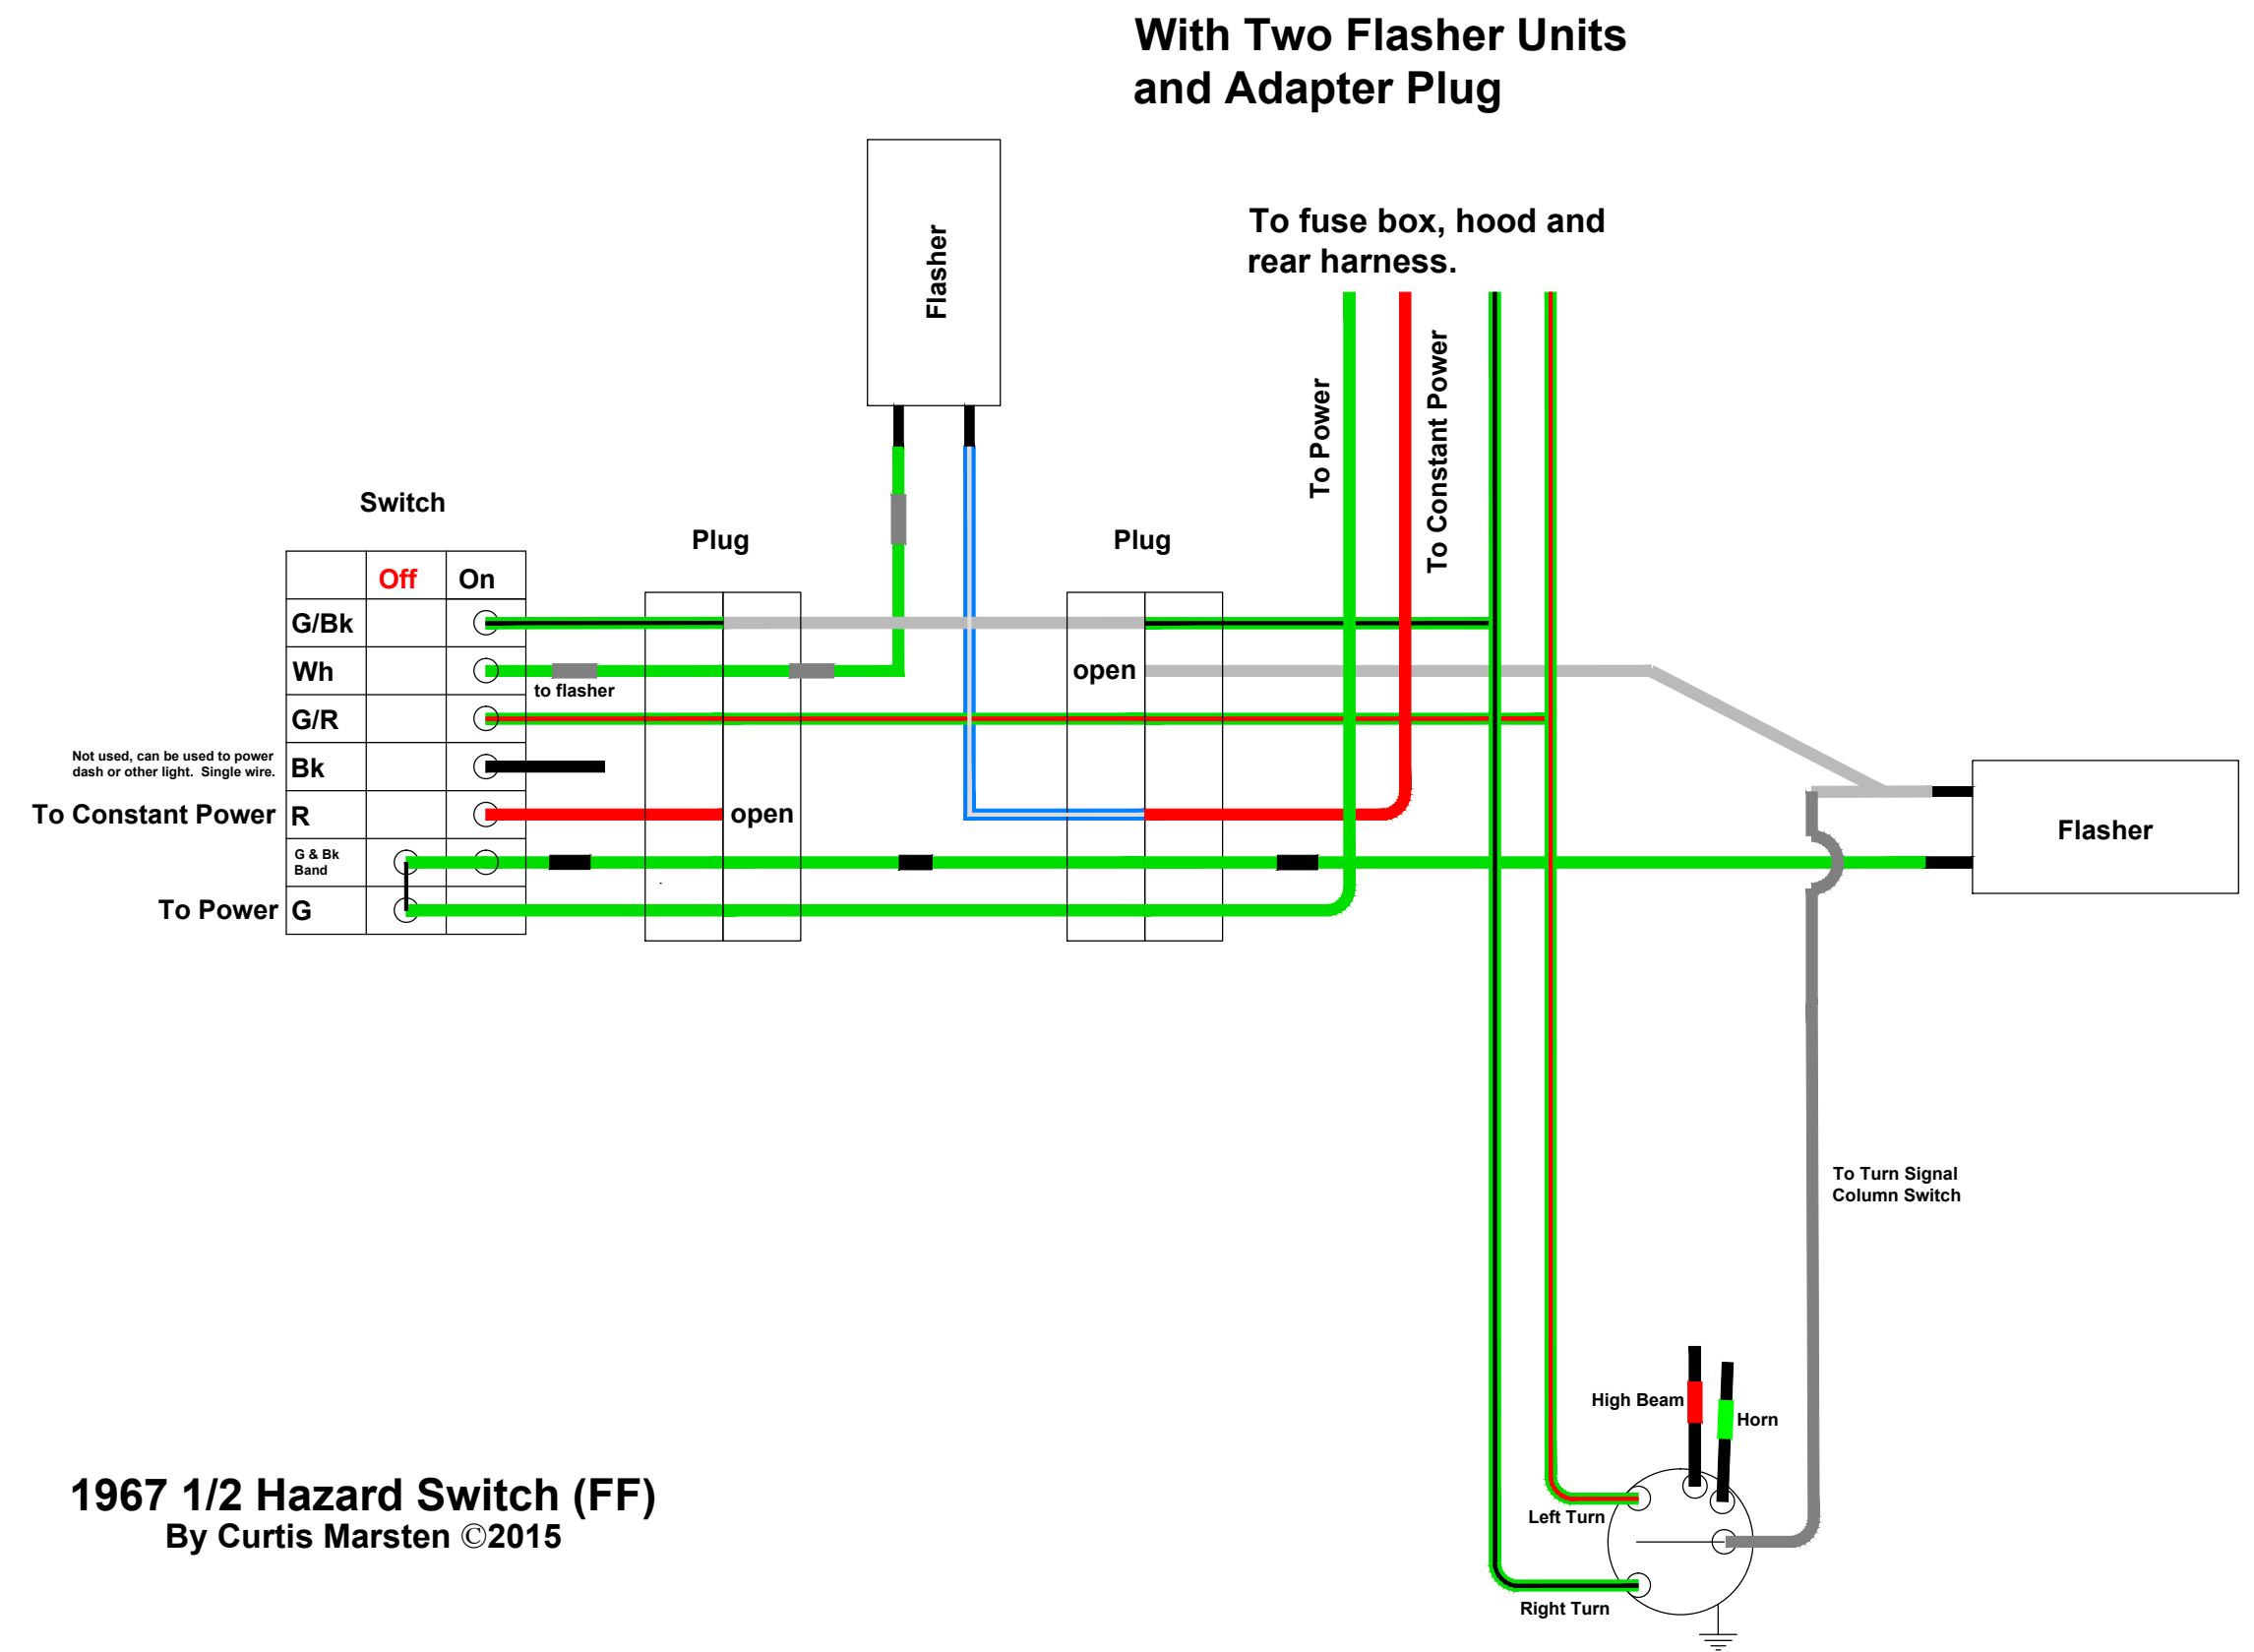 With Two Flasher Units
and Adapter Plug
Flasher
To fuse box, hood and
rear harness.
To Power
To Constant Power
Switch
Plug
Plug
Off On
G/Bk
Wh
to flasher
open
G/R
Not used, can be used to power
dash or other light. Single wire.
Bk
To Constant Power
R
open
G & Bk
Band
To Power
G
Flasher
To Turn Signal
Column Switch
High Beam
Horn
Left Turn
Right Turn
1967 1/2 Hazard Switch (FF)
By Curtis Marsten ©2015